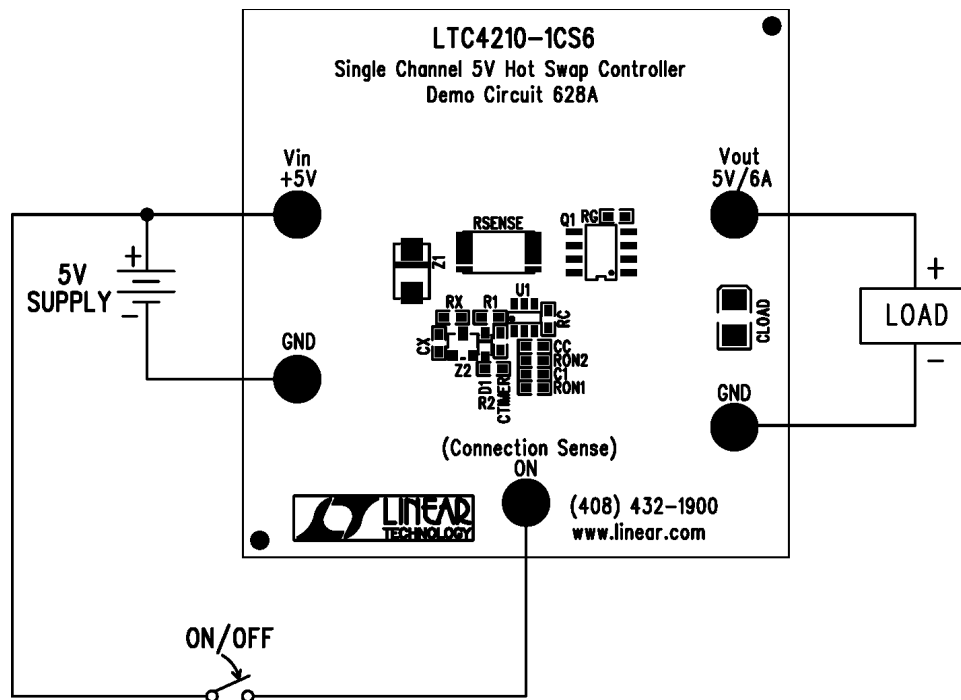 LTC4210-1CS6
Single Channel 5V Hot Swap Controller
Demo Circuit 628A
Vin
+5V
Vout
5V/6A
RSENSE
Q1
RG
Z1
5V
SUPPLY
+
-
U1
RX
R1
RC
CX
Z2
CC
RON2
C1
RON1
D1
R2
CTIMER
CLOAD
+
LOAD
-
GND
GND
(Connection Sense)
ON
LINEAR
TECHNOLOGY
(408) 432-1900
www.linear.com
ON/OFF